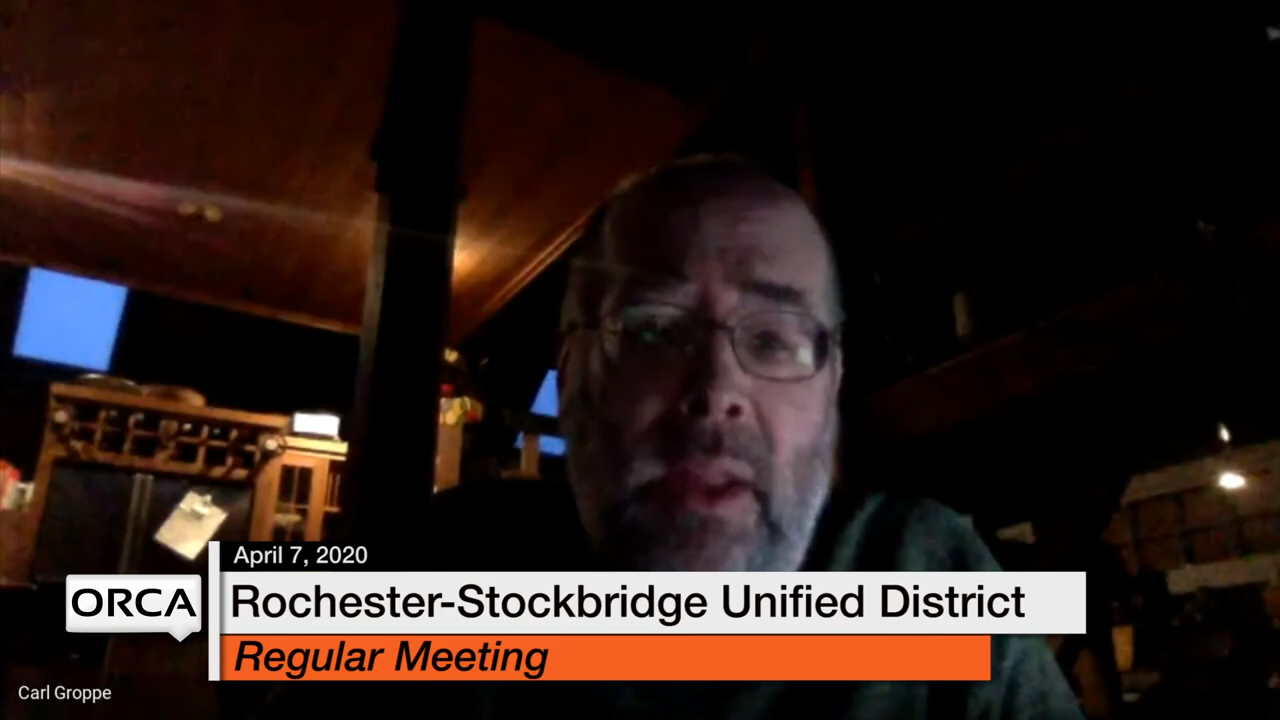 April 7, 2020
ORCA
Rochester-Stockbridge Unified District
Regular Meeting
Carl Groppe